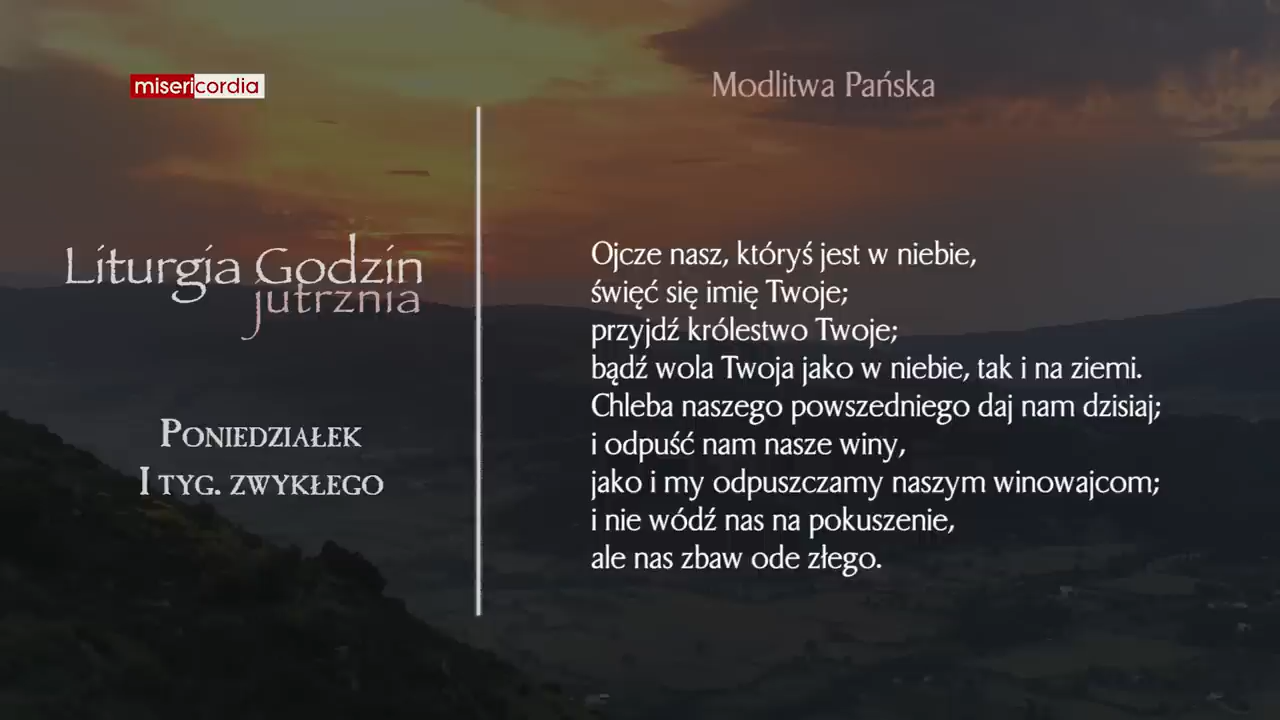 misericordia
Liturgia Godzin
jutrznia
Poniedziałek
I tyg. zwykłego
Modlitwa Pańska
Ojcze nasz, któryś jest w niebie,
święć się imię Twoje;
przyjdź królestwo Twoje;
bądź wola Twoja jako w niebie, tak i na ziemi.
Chleba naszego powszedniego daj nam dzisiaj;
i odpuść nam nasze winy,
jako i my odpuszczamy naszym winowajcom;
i nie wódź nas na pokuszenie,
ale nas zbaw ode złego.